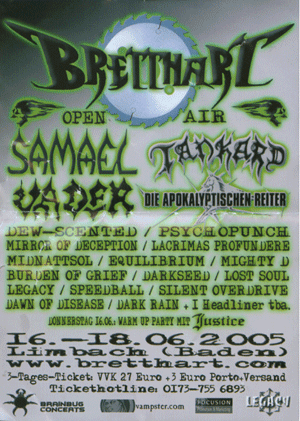 BRETTHART
OPEN AIR
SAMAEL
TANKARD
VADER
DIE APOKALYPTISCHEN REITER
DEW-SCENTED / PSYCHOPUNCH
MIRROR OF DECEPTION / LACRIMAS PROFUNDERE
MIDNATTSOL / EQUILIBRIUM / MIGHTY D
BURDEN OF GRIEF / DARKSEED / LOST SOUL
LEGACY / SPEEDBALL / SILENT OVERDRIVE
DAWN OF DISEASE / DARK RAIN + 1 Headliner tba.
DONNERSTAG 16.06.: WARM UP PARTY MIT Justice
16.—18.06.2005
Limbach (Baden)
www.bretthart.com
3-Tages-Ticket: VVK 27 Euro + 3 Euro Porto+Versand
Tickethotline: 0173-755 6893
BRAINBUG
CONCERTS
vampster.com
FOCUSION
LEGACY